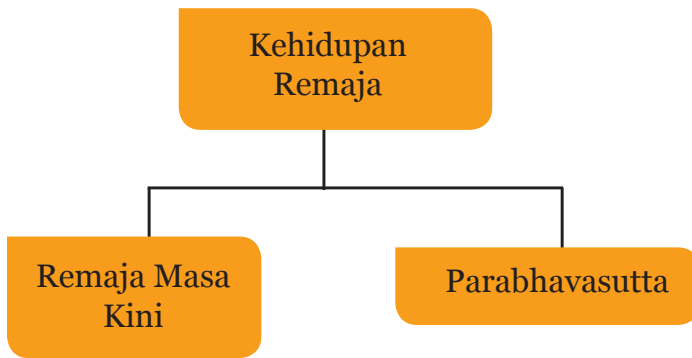 Kehidupan
Remaja
Remaja Masa
Kini
Parabhavasutta